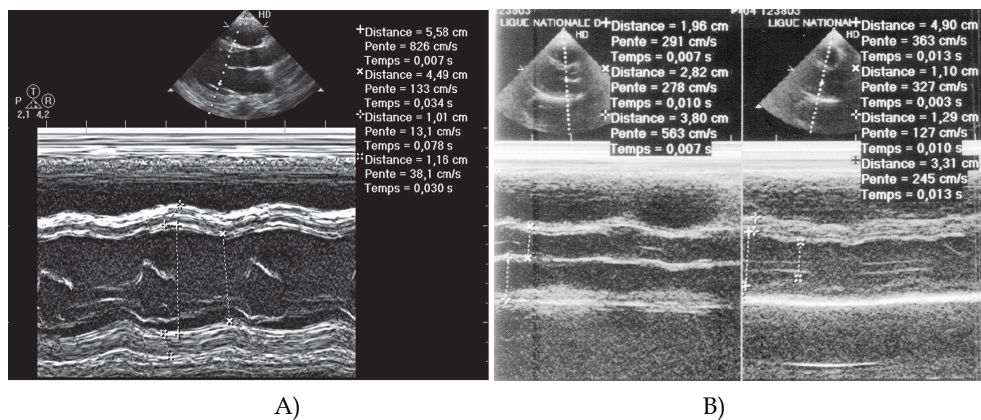 HD
+Distance = 5,58 cm
Pente = 826 cm/s
Temps = 0,007 s
×Distance = 4,49 cm
Pente = 133 cm/s
Temps = 0,034 s
Distance = 1,01 cm
Pente = 13,1 cm/s
Temps = 0,078 s
Distance = 1,16 cm
Pente = 38,1 cm/s
Temps = 0,030 s
T
P R
2,1 4,2
LIGUE NATIONALE D
HD
+Distance = 1,96 cm
Pente = 291 cm/s
Temps = 0,007 s
×Distance = 2,82 cm
Pente = 278 cm/s
Temps = 0,010 s
Distance = 3,80 cm
Pente = 563 cm/s
Temps = 0,007 s
LIGUE NATIONAL
HD
+Distance = 4,90 cm
Pente = 363 cm/s
Temps = 0,013 s
×Distance = 1,10 cm
Pente = 327 cm/s
Temps = 0,003 s
Distance = 1,29 cm
Pente = 127 cm/s
Temps = 0,010 s
Distance = 3,31 cm
Pente = 245 cm/s
Temps = 0,013 s
A)
B)